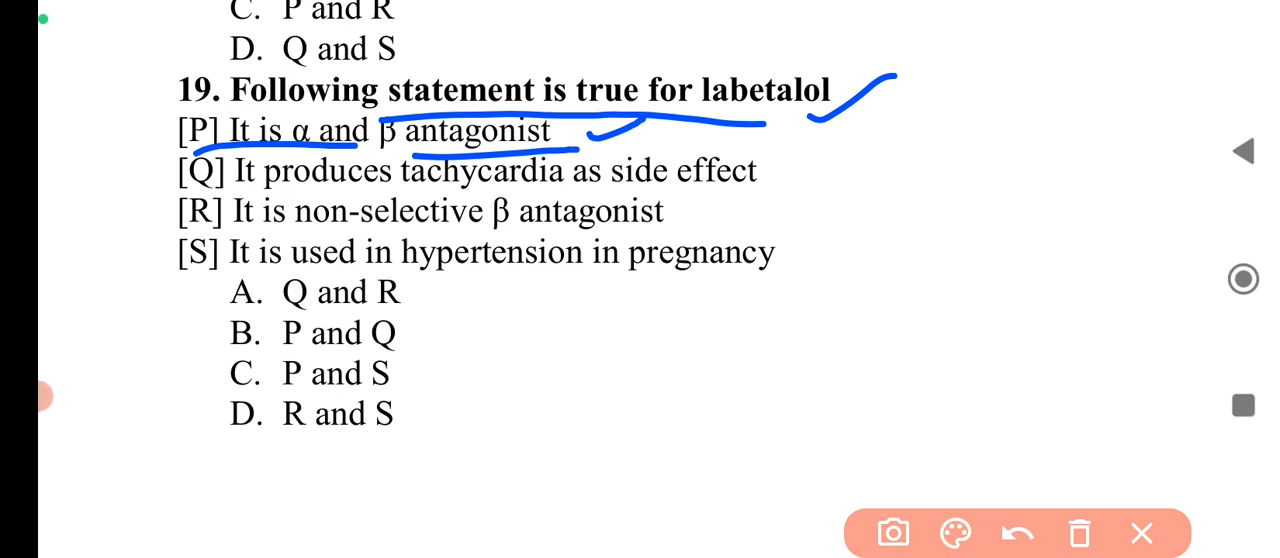 C. P and R
D. Q and S
19. Following statement is true for labetalol
[P] It is α and β antagonist
[Q] It produces tachycardia as side effect
[R] It is non-selective β antagonist
[S] It is used in hypertension in pregnancy
A. Q and R
B. P and Q
C. P and S
D. R and S